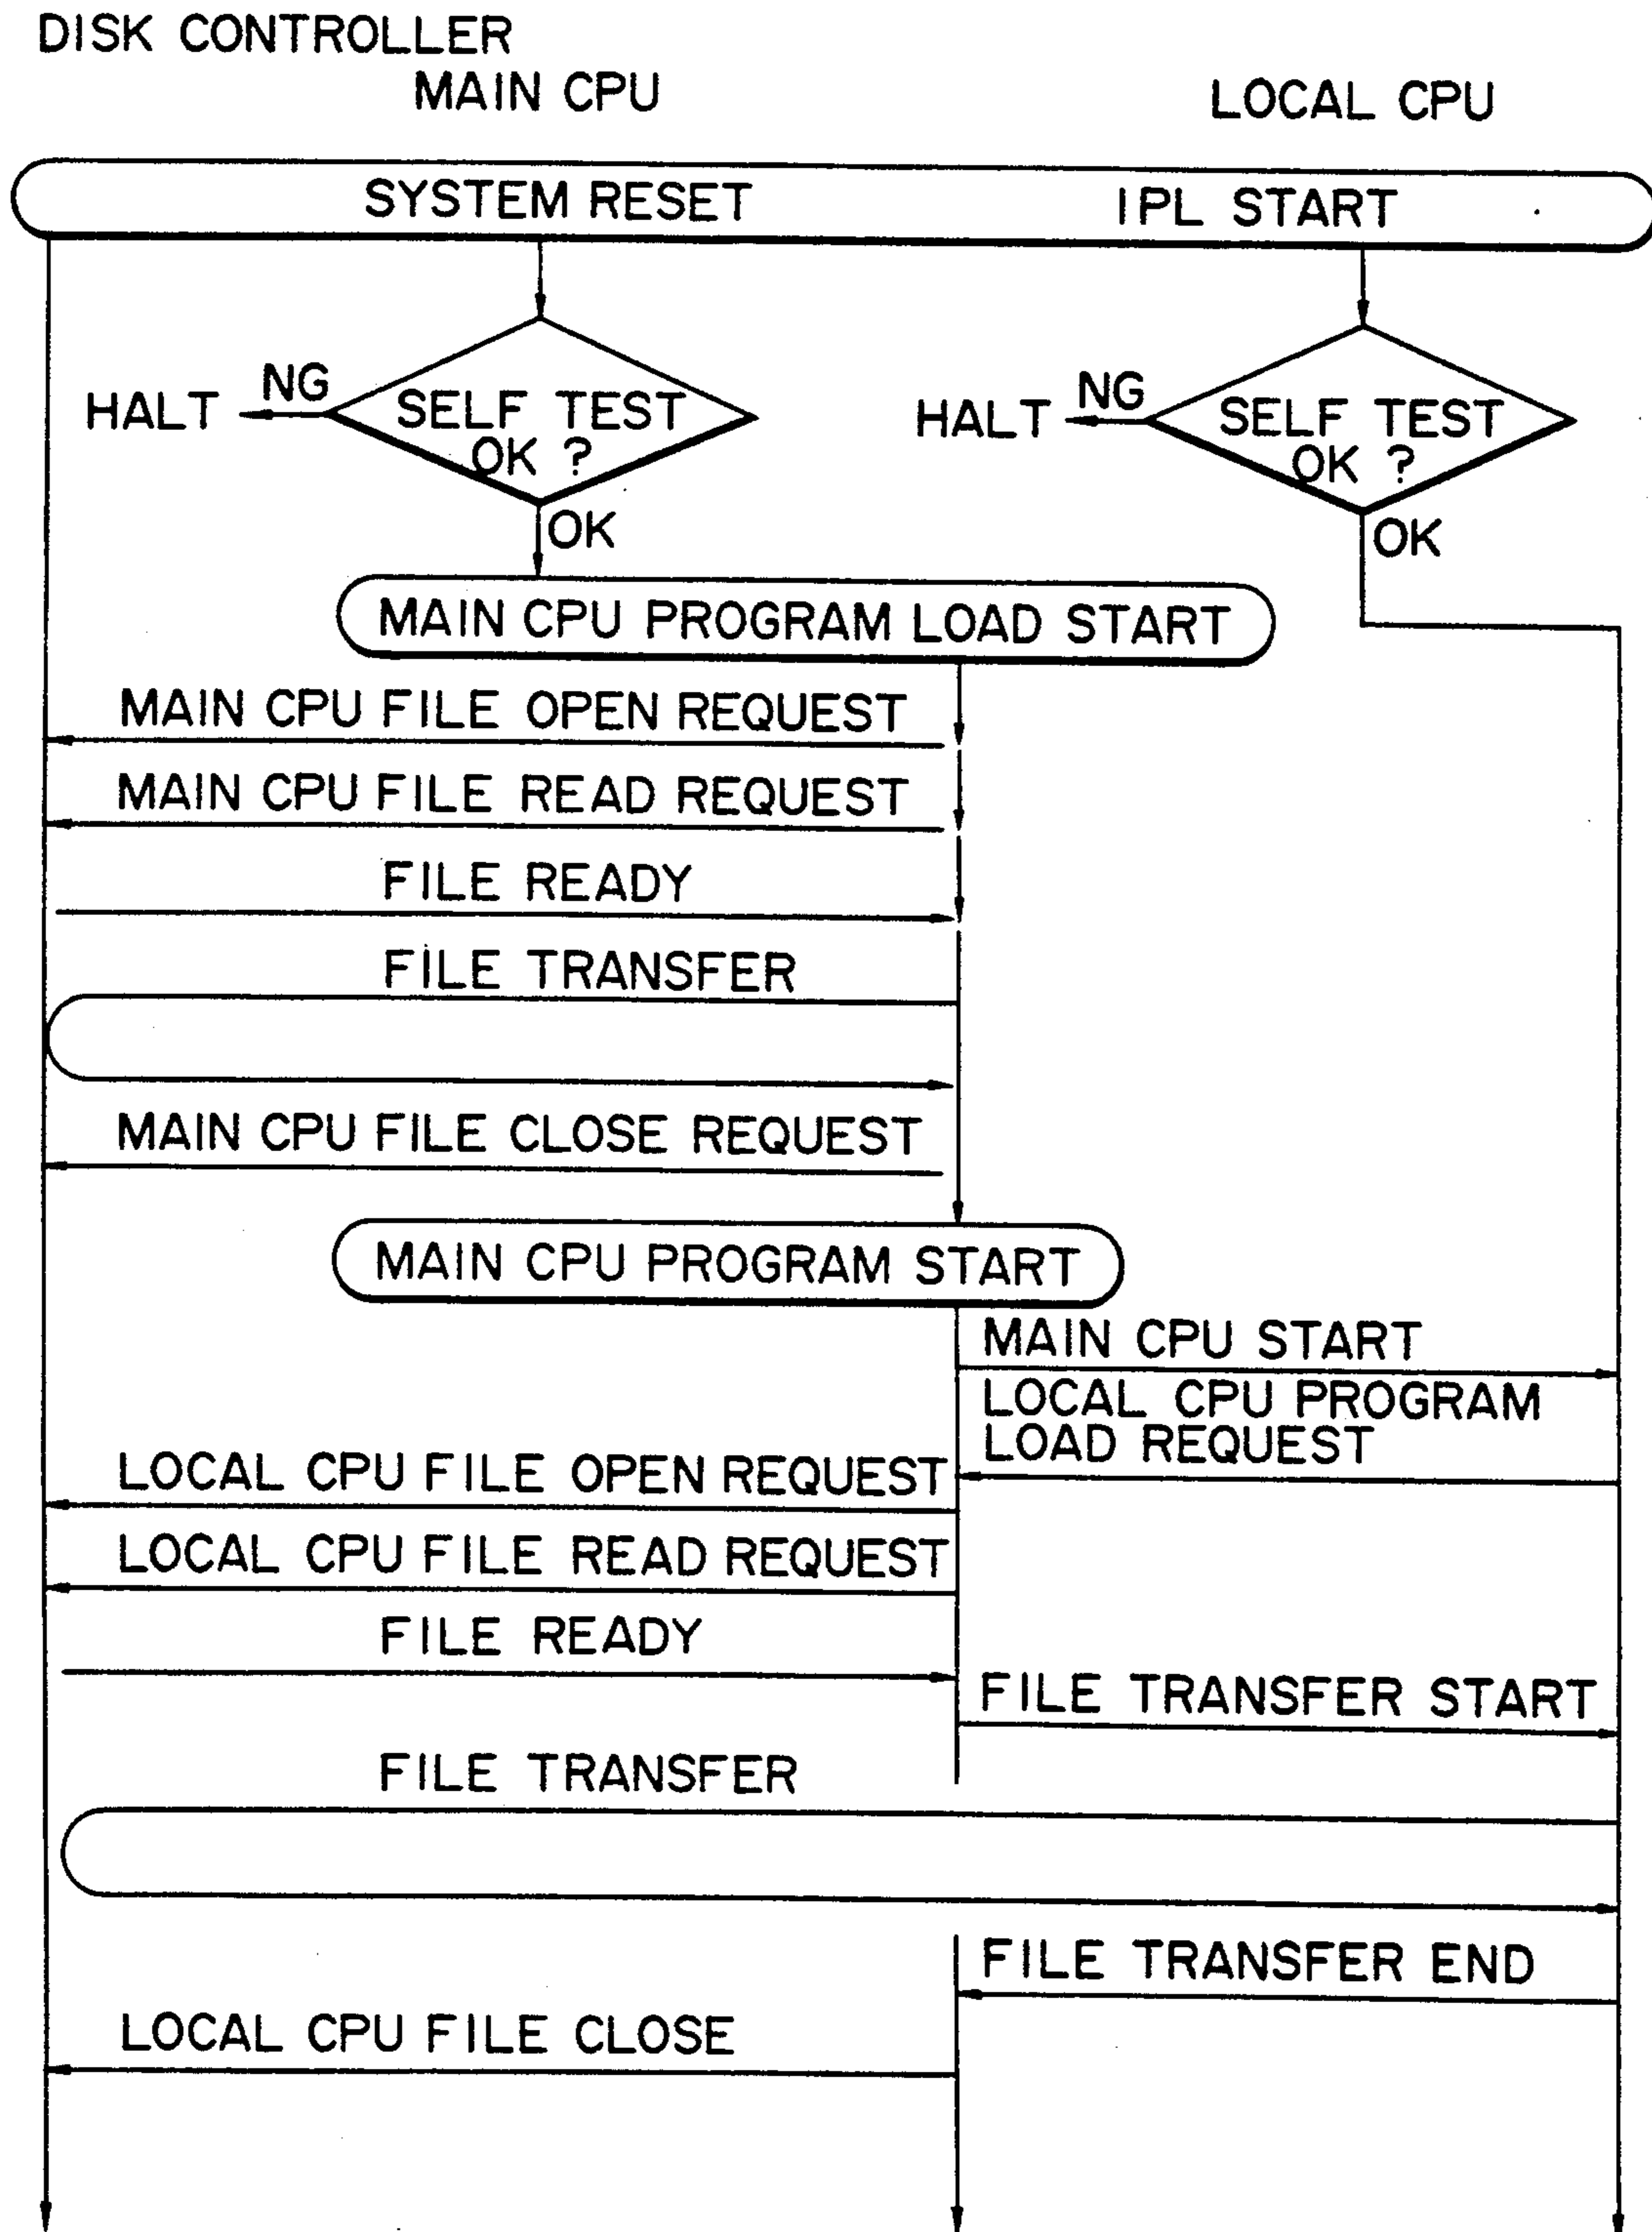 DISK CONTROLLER
MAIN CPU
LOCAL CPU
SYSTEM RESET
IPL START
HALT
NG
SELF TEST
OK ?
HALT
NG
SELF TEST
OK ?
OK
OK
MAIN CPU PROGRAM LOAD START
MAIN CPU FILE OPEN REQUEST
MAIN CPU FILE READ REQUEST
FILE READY
FILE TRANSFER
MAIN CPU FILE CLOSE REQUEST
MAIN CPU PROGRAM START
MAIN CPU START
LOCAL CPU PROGRAM
LOAD REQUEST
LOCAL CPU FILE OPEN REQUEST
LOCAL CPU FILE READ REQUEST
FILE READY
FILE TRANSFER START
FILE TRANSFER
FILE TRANSFER END
LOCAL CPU FILE CLOSE